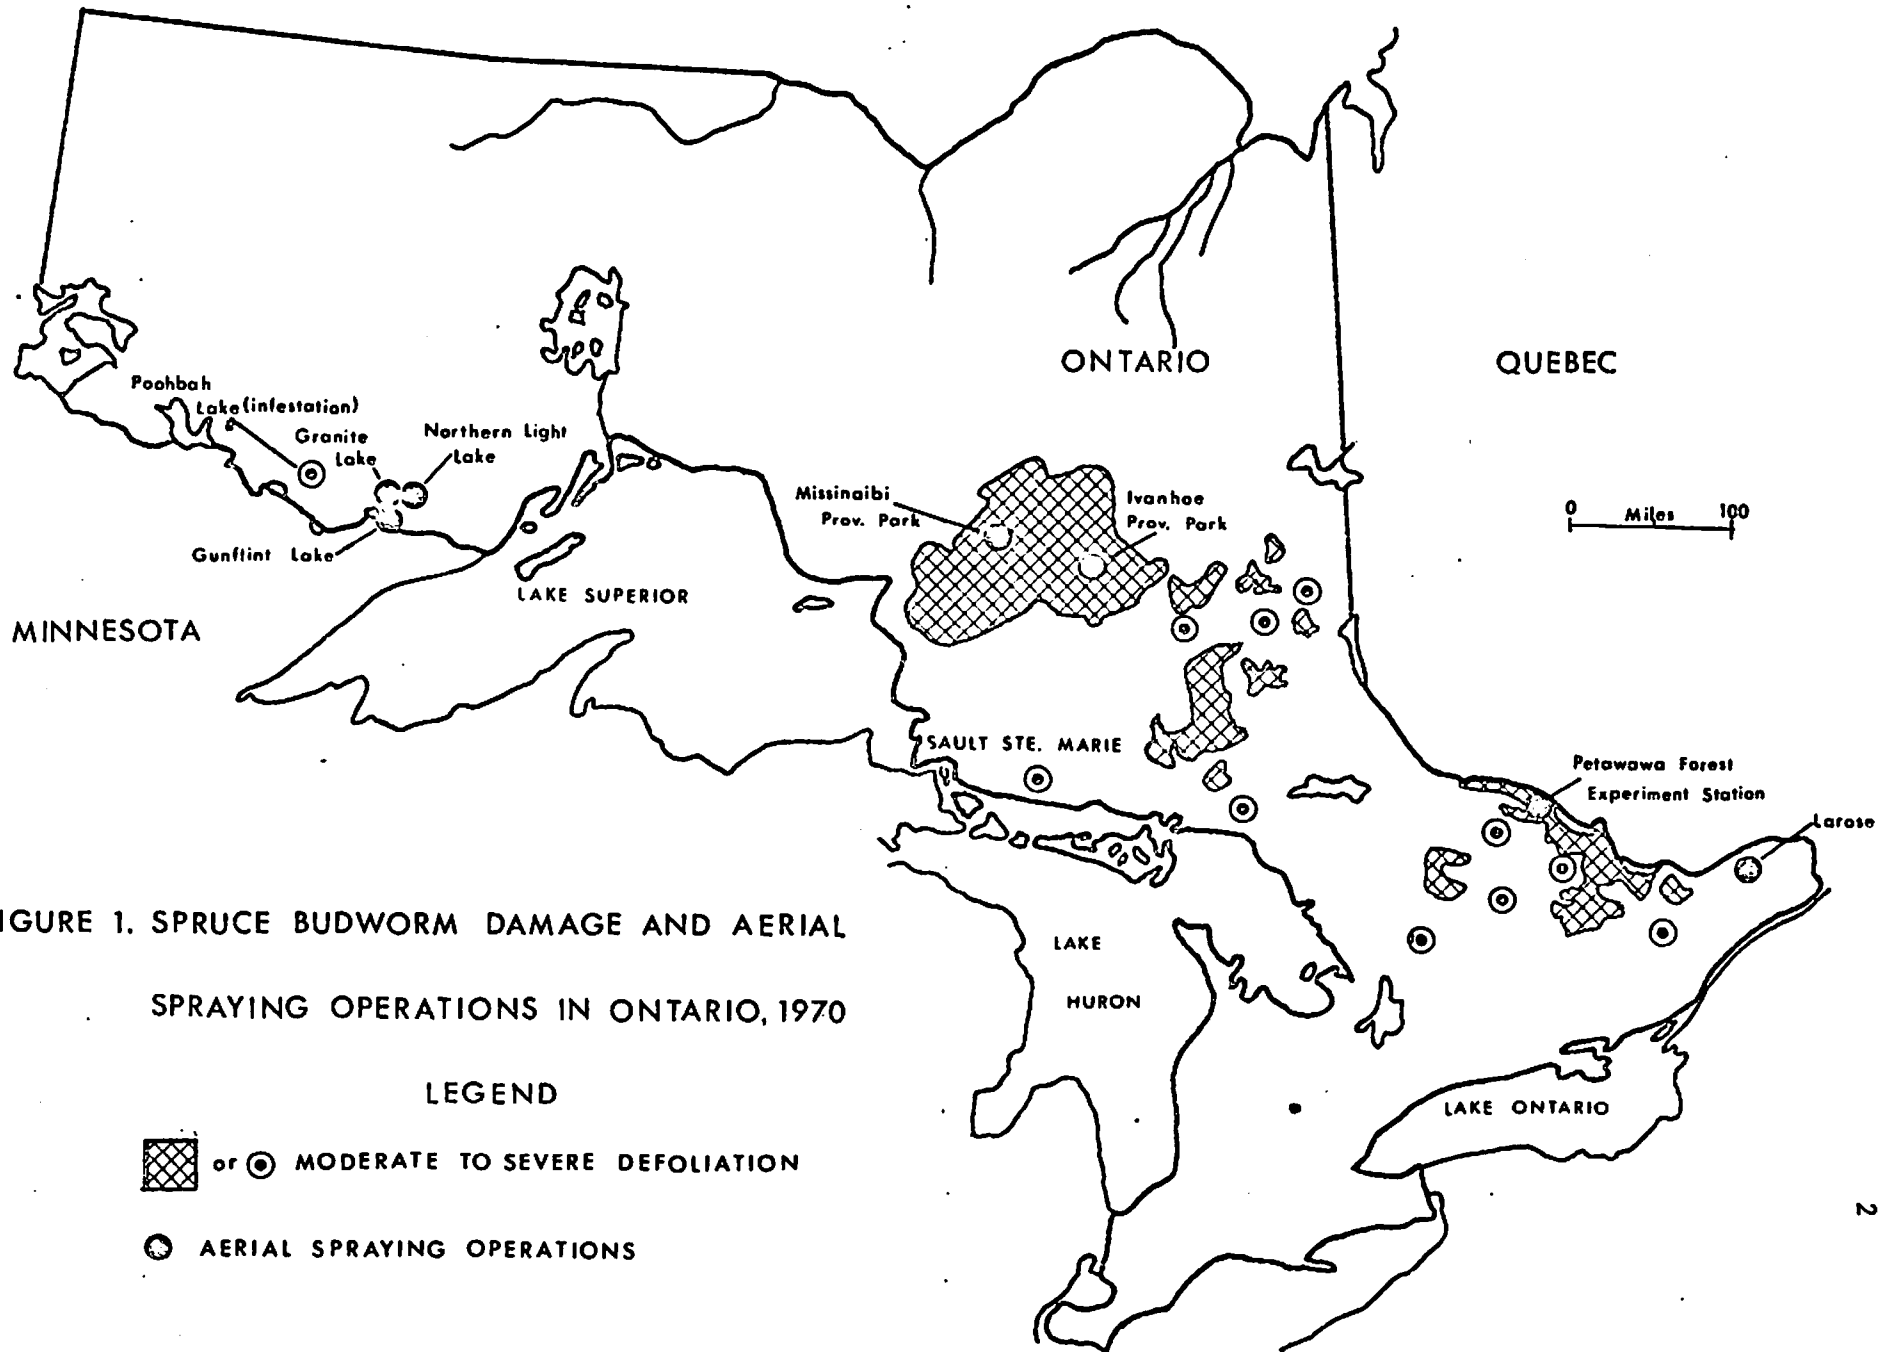 ONTARIO
QUEBEC
Poohbah
Lake (infestation)
Granite
Lake
Northern Light
Lake
Gunflint Lake
Missinaibi
Prov. Park
Ivanhoe
Prov. Park
0 Miles 100
LAKE SUPERIOR
MINNESOTA
SAULT STE. MARIE
Petawawa Forest
Experiment Station
Larose
IGURE 1. SPRUCE BUDWORM DAMAGE AND AERIAL
SPRAYING OPERATIONS IN ONTARIO, 1970
LAKE
HURON
LEGEND
LAKE ONTARIO
or MODERATE TO SEVERE DEFOLIATION
AERIAL SPRAYING OPERATIONS
2